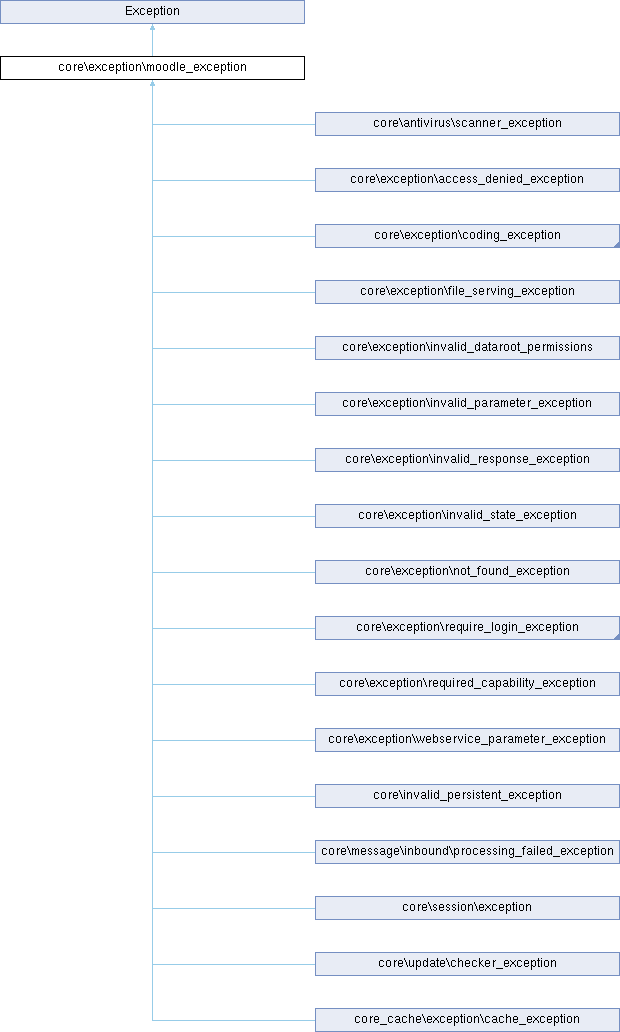 Exception
core\exception\moodle_exception
core\antivirus\scanner_exception
core\exception\access_denied_exception
core\exception\coding_exception
core\exception\file_serving_exception
core\exception\invalid_dataroot_permissions
core\exception\invalid_parameter_exception
core\exception\invalid_response_exception
core\exception\invalid_state_exception
core\exception\not_found_exception
core\exception\require_login_exception
core\exception\required_capability_exception
core\exception\webservice_parameter_exception
core\invalid_persistent_exception
core\message\inbound\processing_failed_exception
core\session\exception
core\update\checker_exception
core_cache\exception\cache_exception